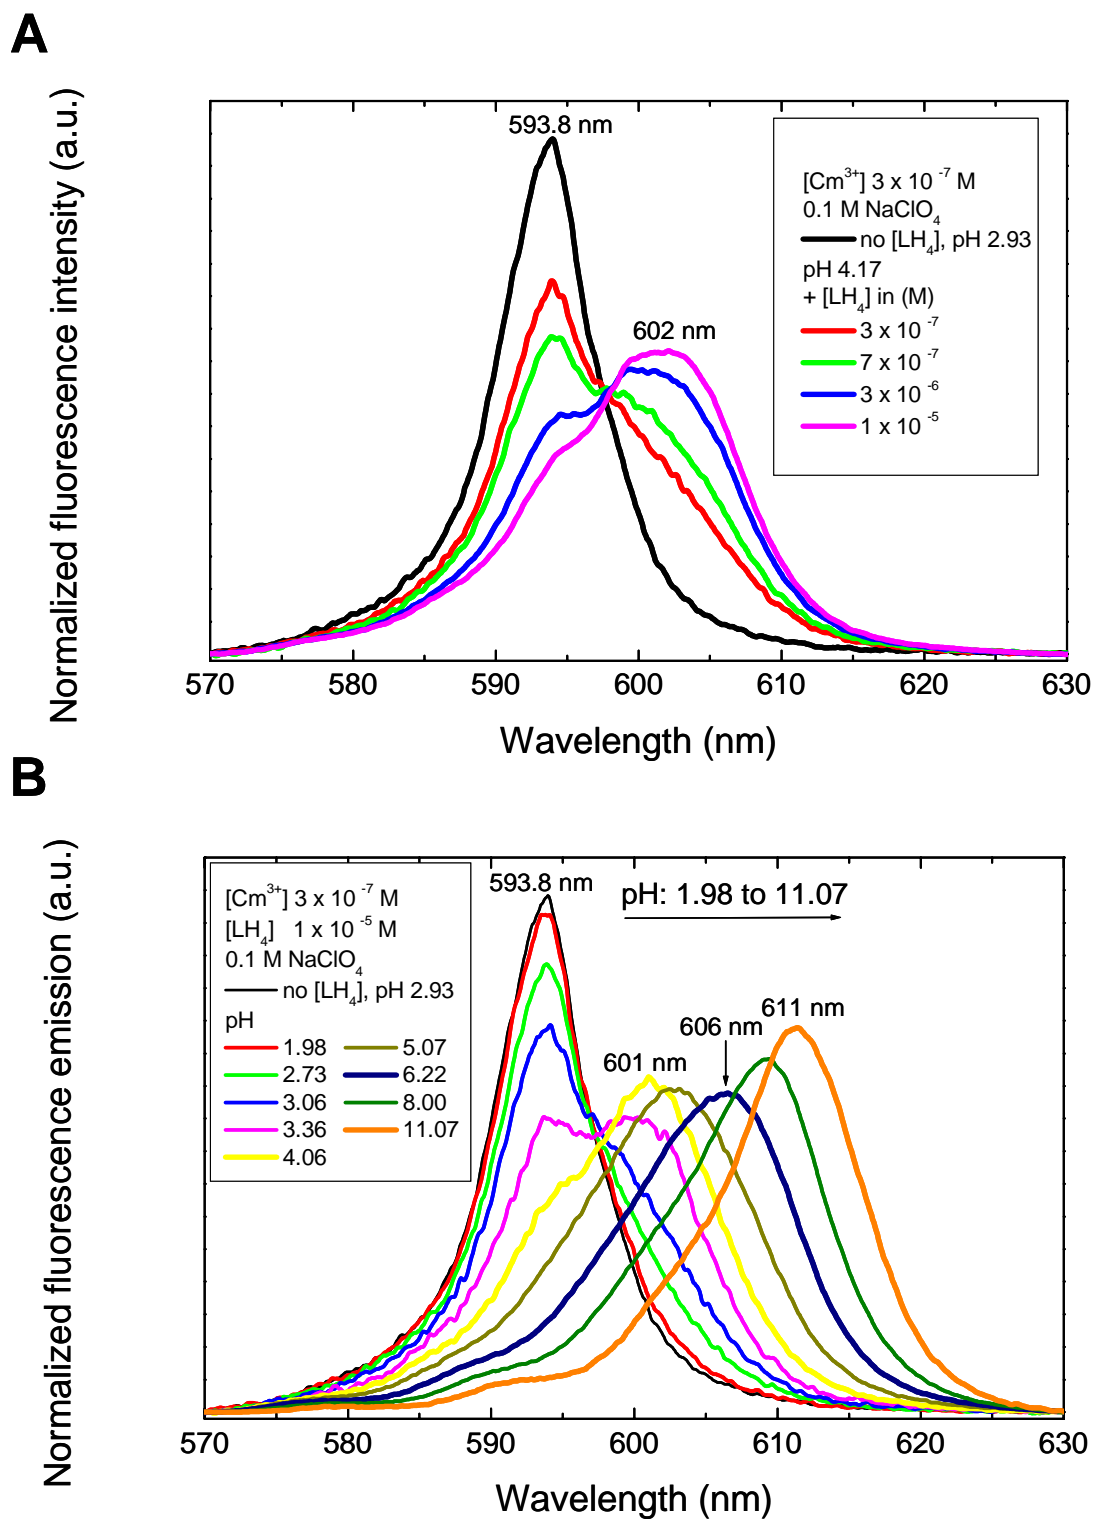 A
Normalized fluorescence intensity (a.u.)
593.8 nm
602 nm
[Cm³⁺] 3 x 10 ⁻⁷ M
0.1 M NaClO₄
no [LH₄], pH 2.93
pH 4.17
+ [LH₄] in (M)
3 x 10 ⁻⁷
7 x 10 ⁻⁷
3 x 10 ⁻⁶
1 x 10 ⁻⁵
570 580 590 600 610 620 630
Wavelength (nm)
B
Normalized fluorescence emission (a.u.)
[Cm³⁺] 3 x 10 ⁻⁷ M
[LH₄] 1 x 10 ⁻⁵ M
0.1 M NaClO₄
no [LH₄], pH 2.93
pH
1.98 5.07
2.73 6.22
3.06 8.00
3.36 11.07
4.06
593.8 nm
pH: 1.98 to 11.07
601 nm
606 nm
611 nm
570 580 590 600 610 620 630
Wavelength (nm)